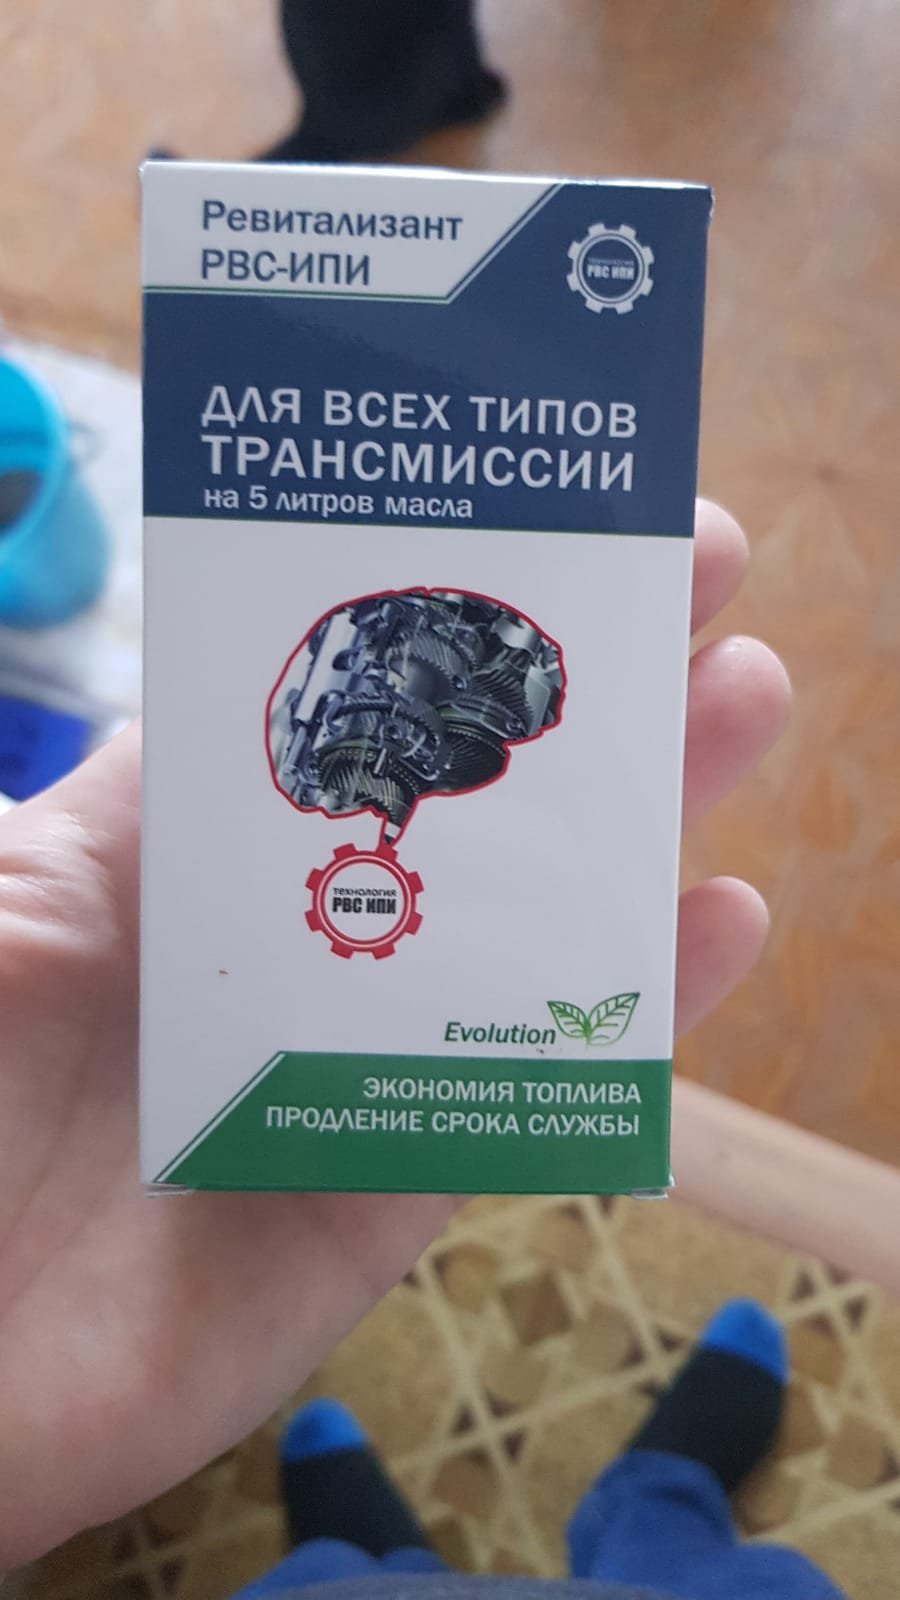 Ревитализант
РВС-ИПИ
ТЕХНОЛОГИЯ
РВС ИПИ
ДЛЯ ВСЕХ ТИПОВ
ТРАНСМИССИИ
на 5 литров масла
ТЕХНОЛОГИЯ
РВС ИПИ
Evolution
ЭКОНОМИЯ ТОПЛИВА
ПРОДЛЕНИЕ СРОКА СЛУЖБЫ